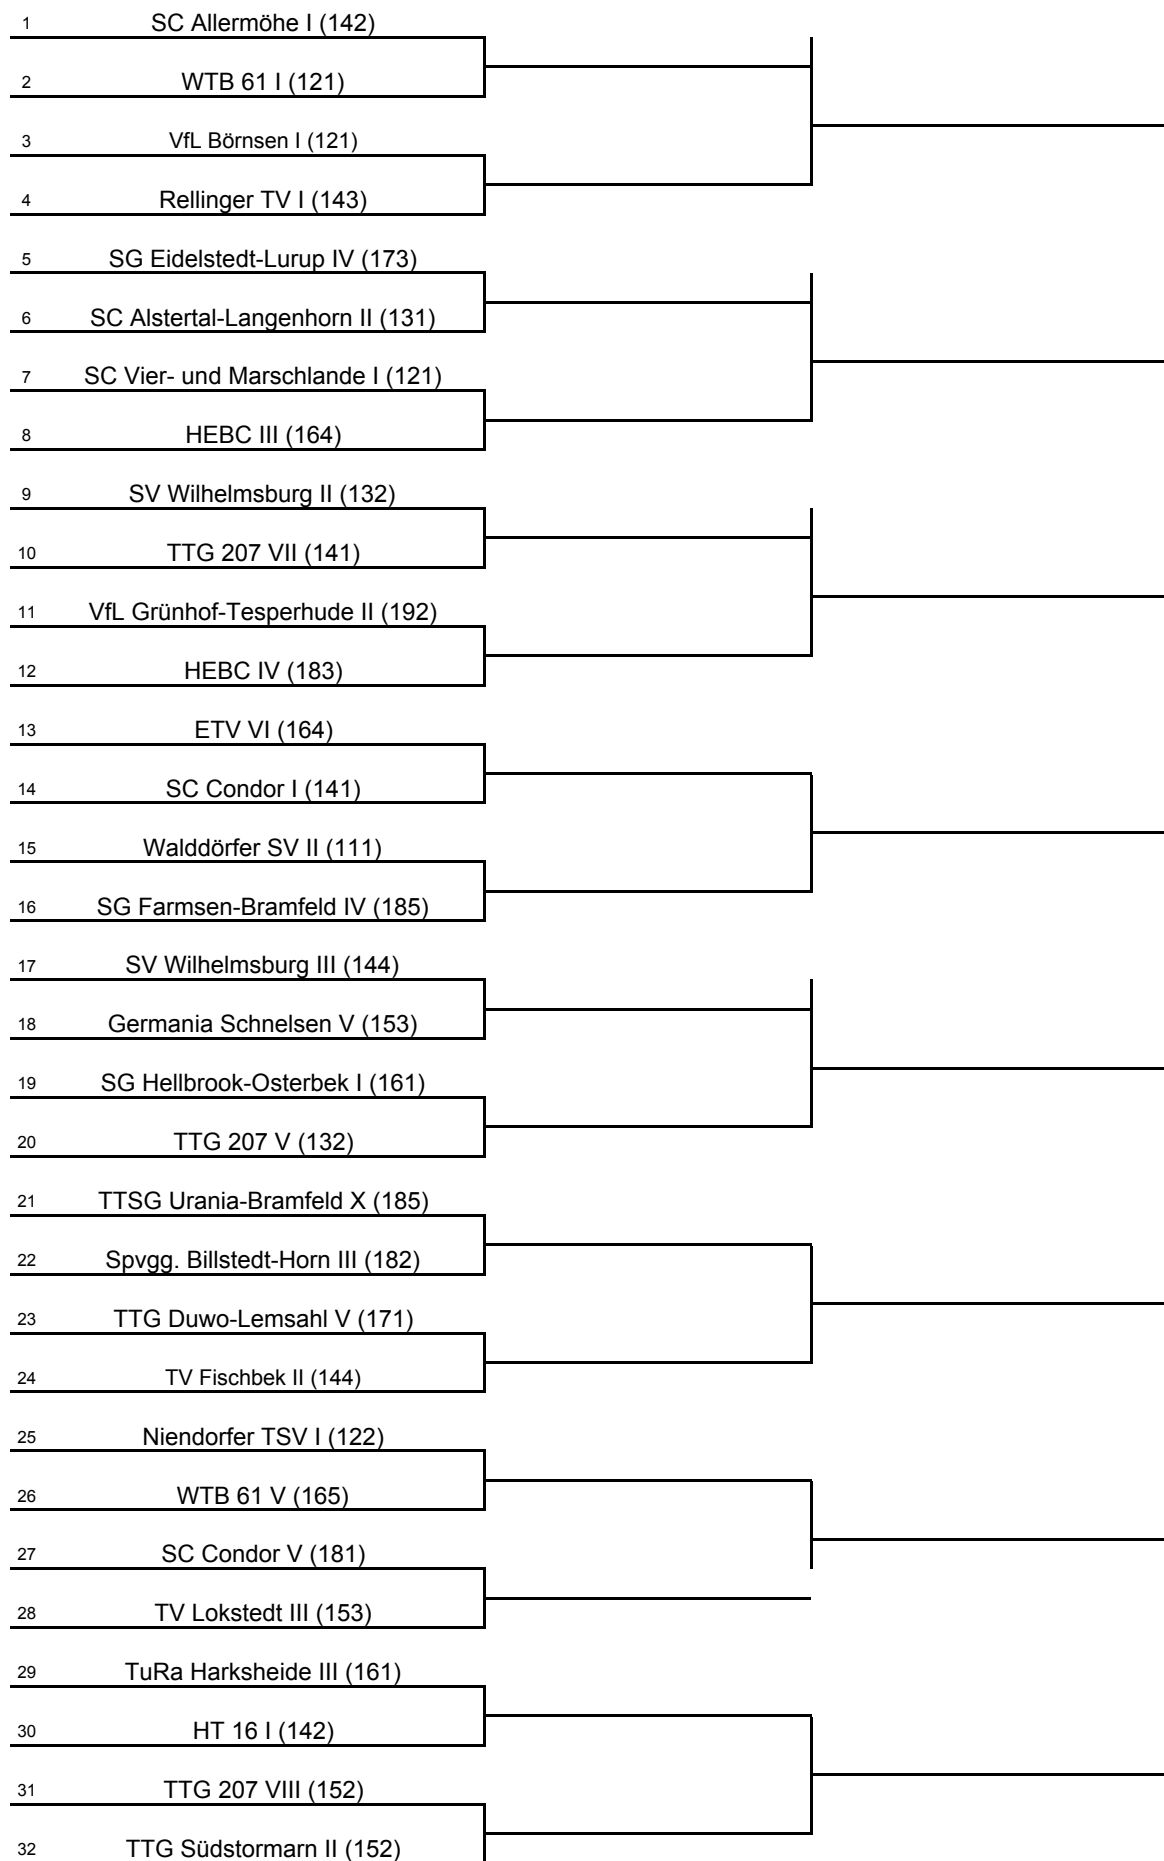 1 SC Allermöhe I (142)
2 WTB 61 I (121)
3 VfL Börnsen I (121)
4 Rellinger TV I (143)
5 SG Eidelstedt-Lurup IV (173)
6 SC Alstertal-Langenhorn II (131)
7 SC Vier- und Marschlande I (121)
8 HEBC III (164)
9 SV Wilhelmsburg II (132)
10 TTG 207 VII (141)
11 VfL Grünhof-Tesperhude II (192)
12 HEBC IV (183)
13 ETV VI (164)
14 SC Condor I (141)
15 Walddörfer SV II (111)
16 SG Farmsen-Bramfeld IV (185)
17 SV Wilhelmsburg III (144)
18 Germania Schnelsen V (153)
19 SG Hellbrook-Osterbek I (161)
20 TTG 207 V (132)
21 TTSG Urania-Bramfeld X (185)
22 Spvgg. Billstedt-Horn III (182)
23 TTG Duwo-Lemsahl V (171)
24 TV Fischbek II (144)
25 Niendorfer TSV I (122)
26 WTB 61 V (165)
27 SC Condor V (181)
28 TV Lokstedt III (153)
29 TuRa Harksheide III (161)
30 HT 16 I (142)
31 TTG 207 VIII (152)
32 TTG Südstormarn II (152)